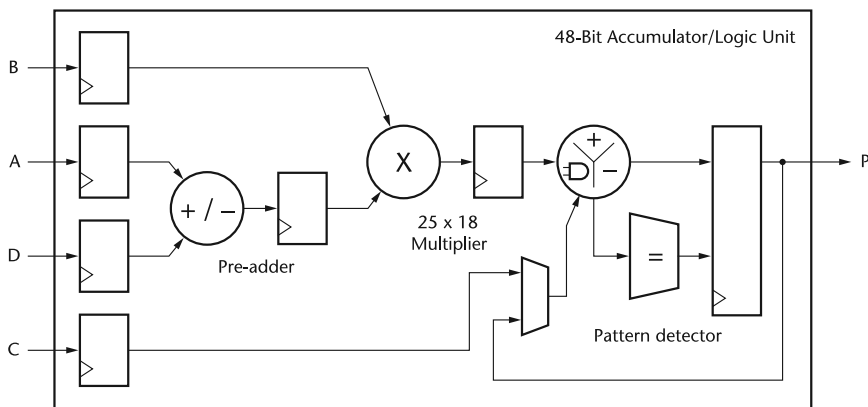 48-Bit Accumulator/Logic Unit
B
A
D
C
+ / −
Pre-adder
X
25 x 18
Multiplier
+
−
=
Pattern detector
P